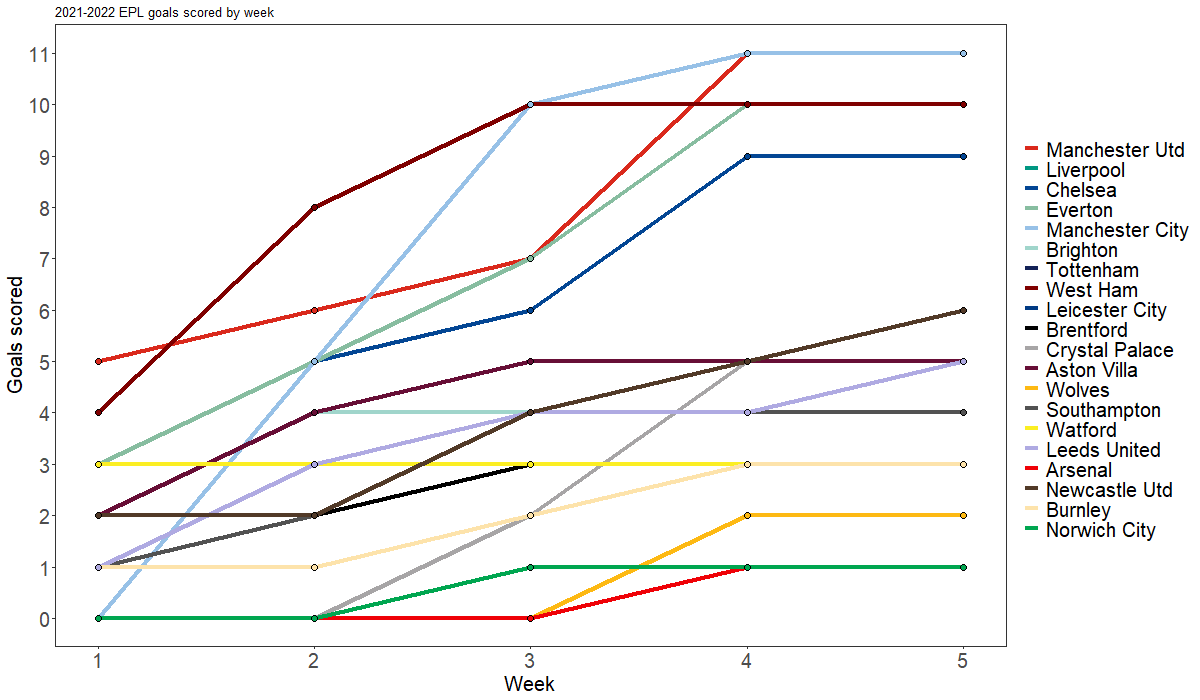 2021-2022 EPL goals scored by week
11
10
9
8
7
6
5
4
3
2
1
0
Goals scored
1 2 3 4 5
Week
Manchester Utd
Liverpool
Chelsea
Everton
Manchester City
Brighton
Tottenham
West Ham
Leicester City
Brentford
Crystal Palace
Aston Villa
Wolves
Southampton
Watford
Leeds United
Arsenal
Newcastle Utd
Burnley
Norwich City